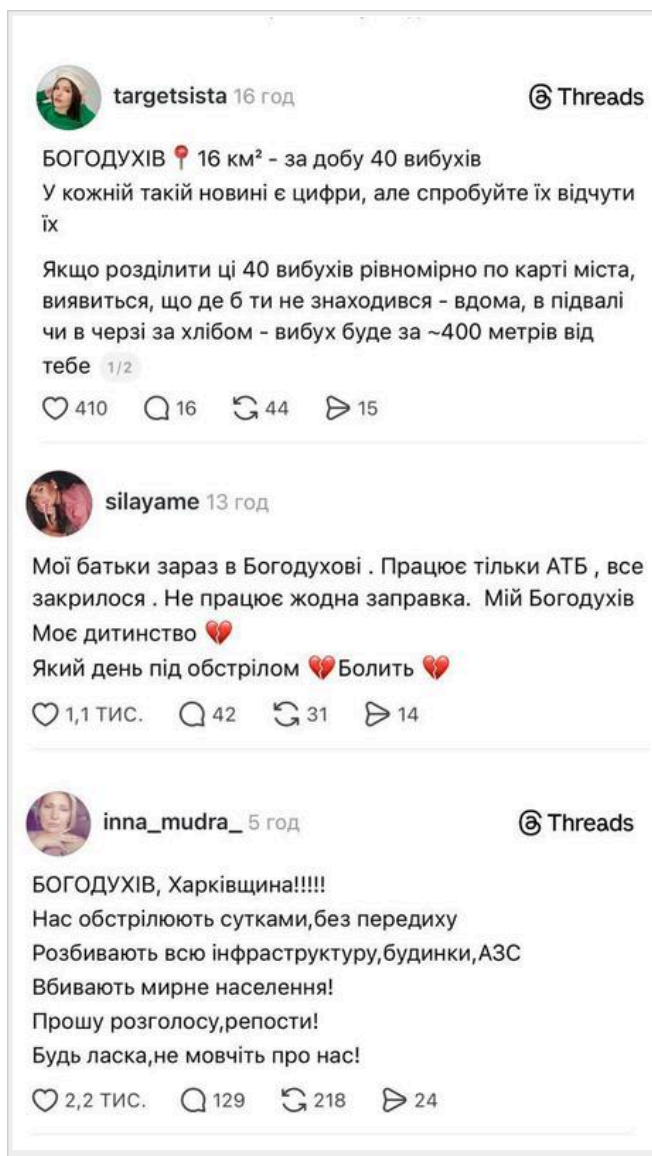 targetsista 16 год
Threads
БОГОДУХІВ 📍 16 км² - за добу 40 вибухів
У кожній такій новині є цифри, але спробуйте їх відчути
їх
Якщо розділити ці 40 вибухів рівномірно по карті міста,
виявиться, що де б ти не знаходився - вдома, в підвалі
чи в черзі за хлібом - вибух буде за ~400 метрів від
тебе 1/2
410 16 44 15
silayame 13 год
Мої батьки зараз в Богодухові . Працює тільки АТБ , все
закрилося . Не працює жодна заправка. Мій Богодухів
Моє дитинство 💔
Який день під обстрілом 💔Болить 💔
1,1 ТИС. 42 31 14
inna_mudra_ 5 год
Threads
БОГОДУХІВ, Харківщина!!!!!
Нас обстрілюють сутками,без передиху
Розбивають всю інфраструктуру,будинки,АЗС
Вбивають мирне населення!
Прошу розголосу,репости!
Будь ласка,не мовчіть про нас!
2,2 ТИС. 129 218 24